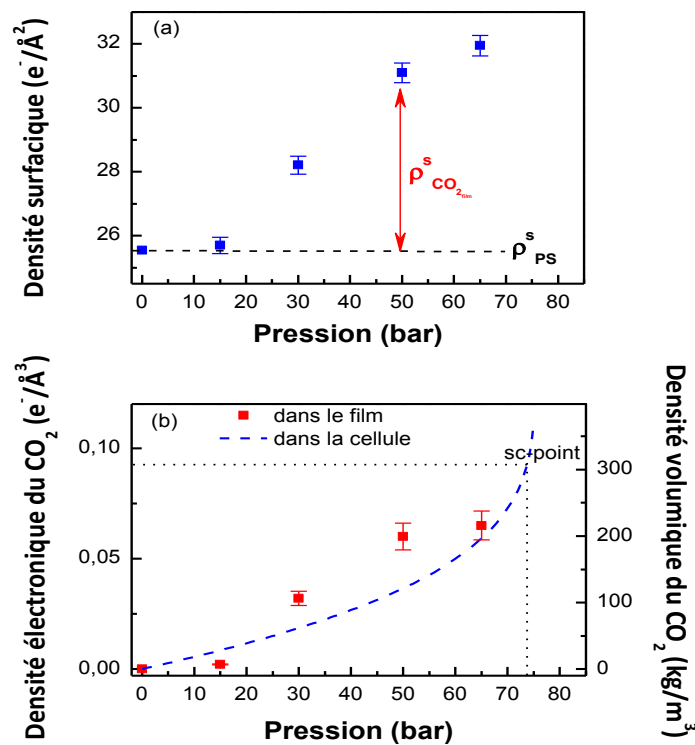 (a)
Densité surfacique (e⁻/Å²)
32
30
28
26
ρˢCO₂film
ρˢPS
0 10 20 30 40 50 60 70 80
Pression (bar)
(b)
dans le film
dans la cellule
sc-point
Densité électronique du CO₂ (e⁻/Å³)
0,10
0,05
0,00
300
200
100
0
Densité volumique du CO₂ (kg/m³)
0 10 20 30 40 50 60 70 80
Pression (bar)